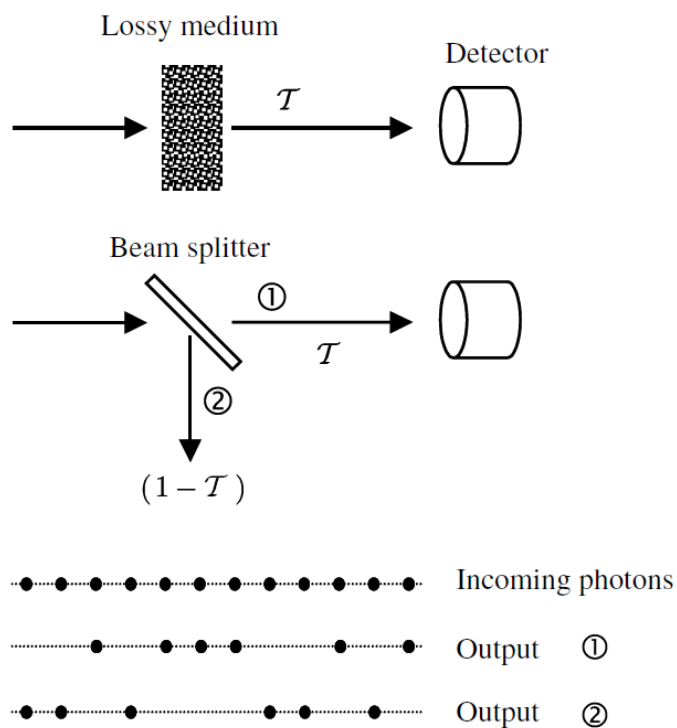 Lossy medium
Detector
𝒯
Beam splitter
①
𝒯
②
(1 − 𝒯 )
Incoming photons
Output ①
Output ②